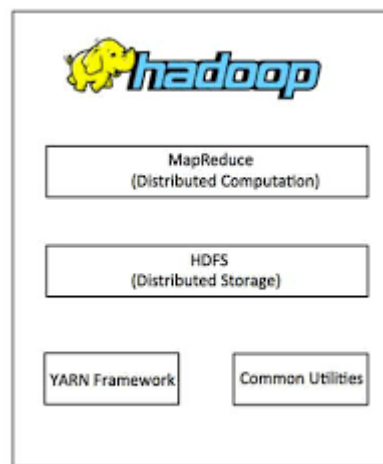 hadoop
MapReduce
(Distributed Computation)
HDFS
(Distributed Storage)
YARN Framework
Common Utilities